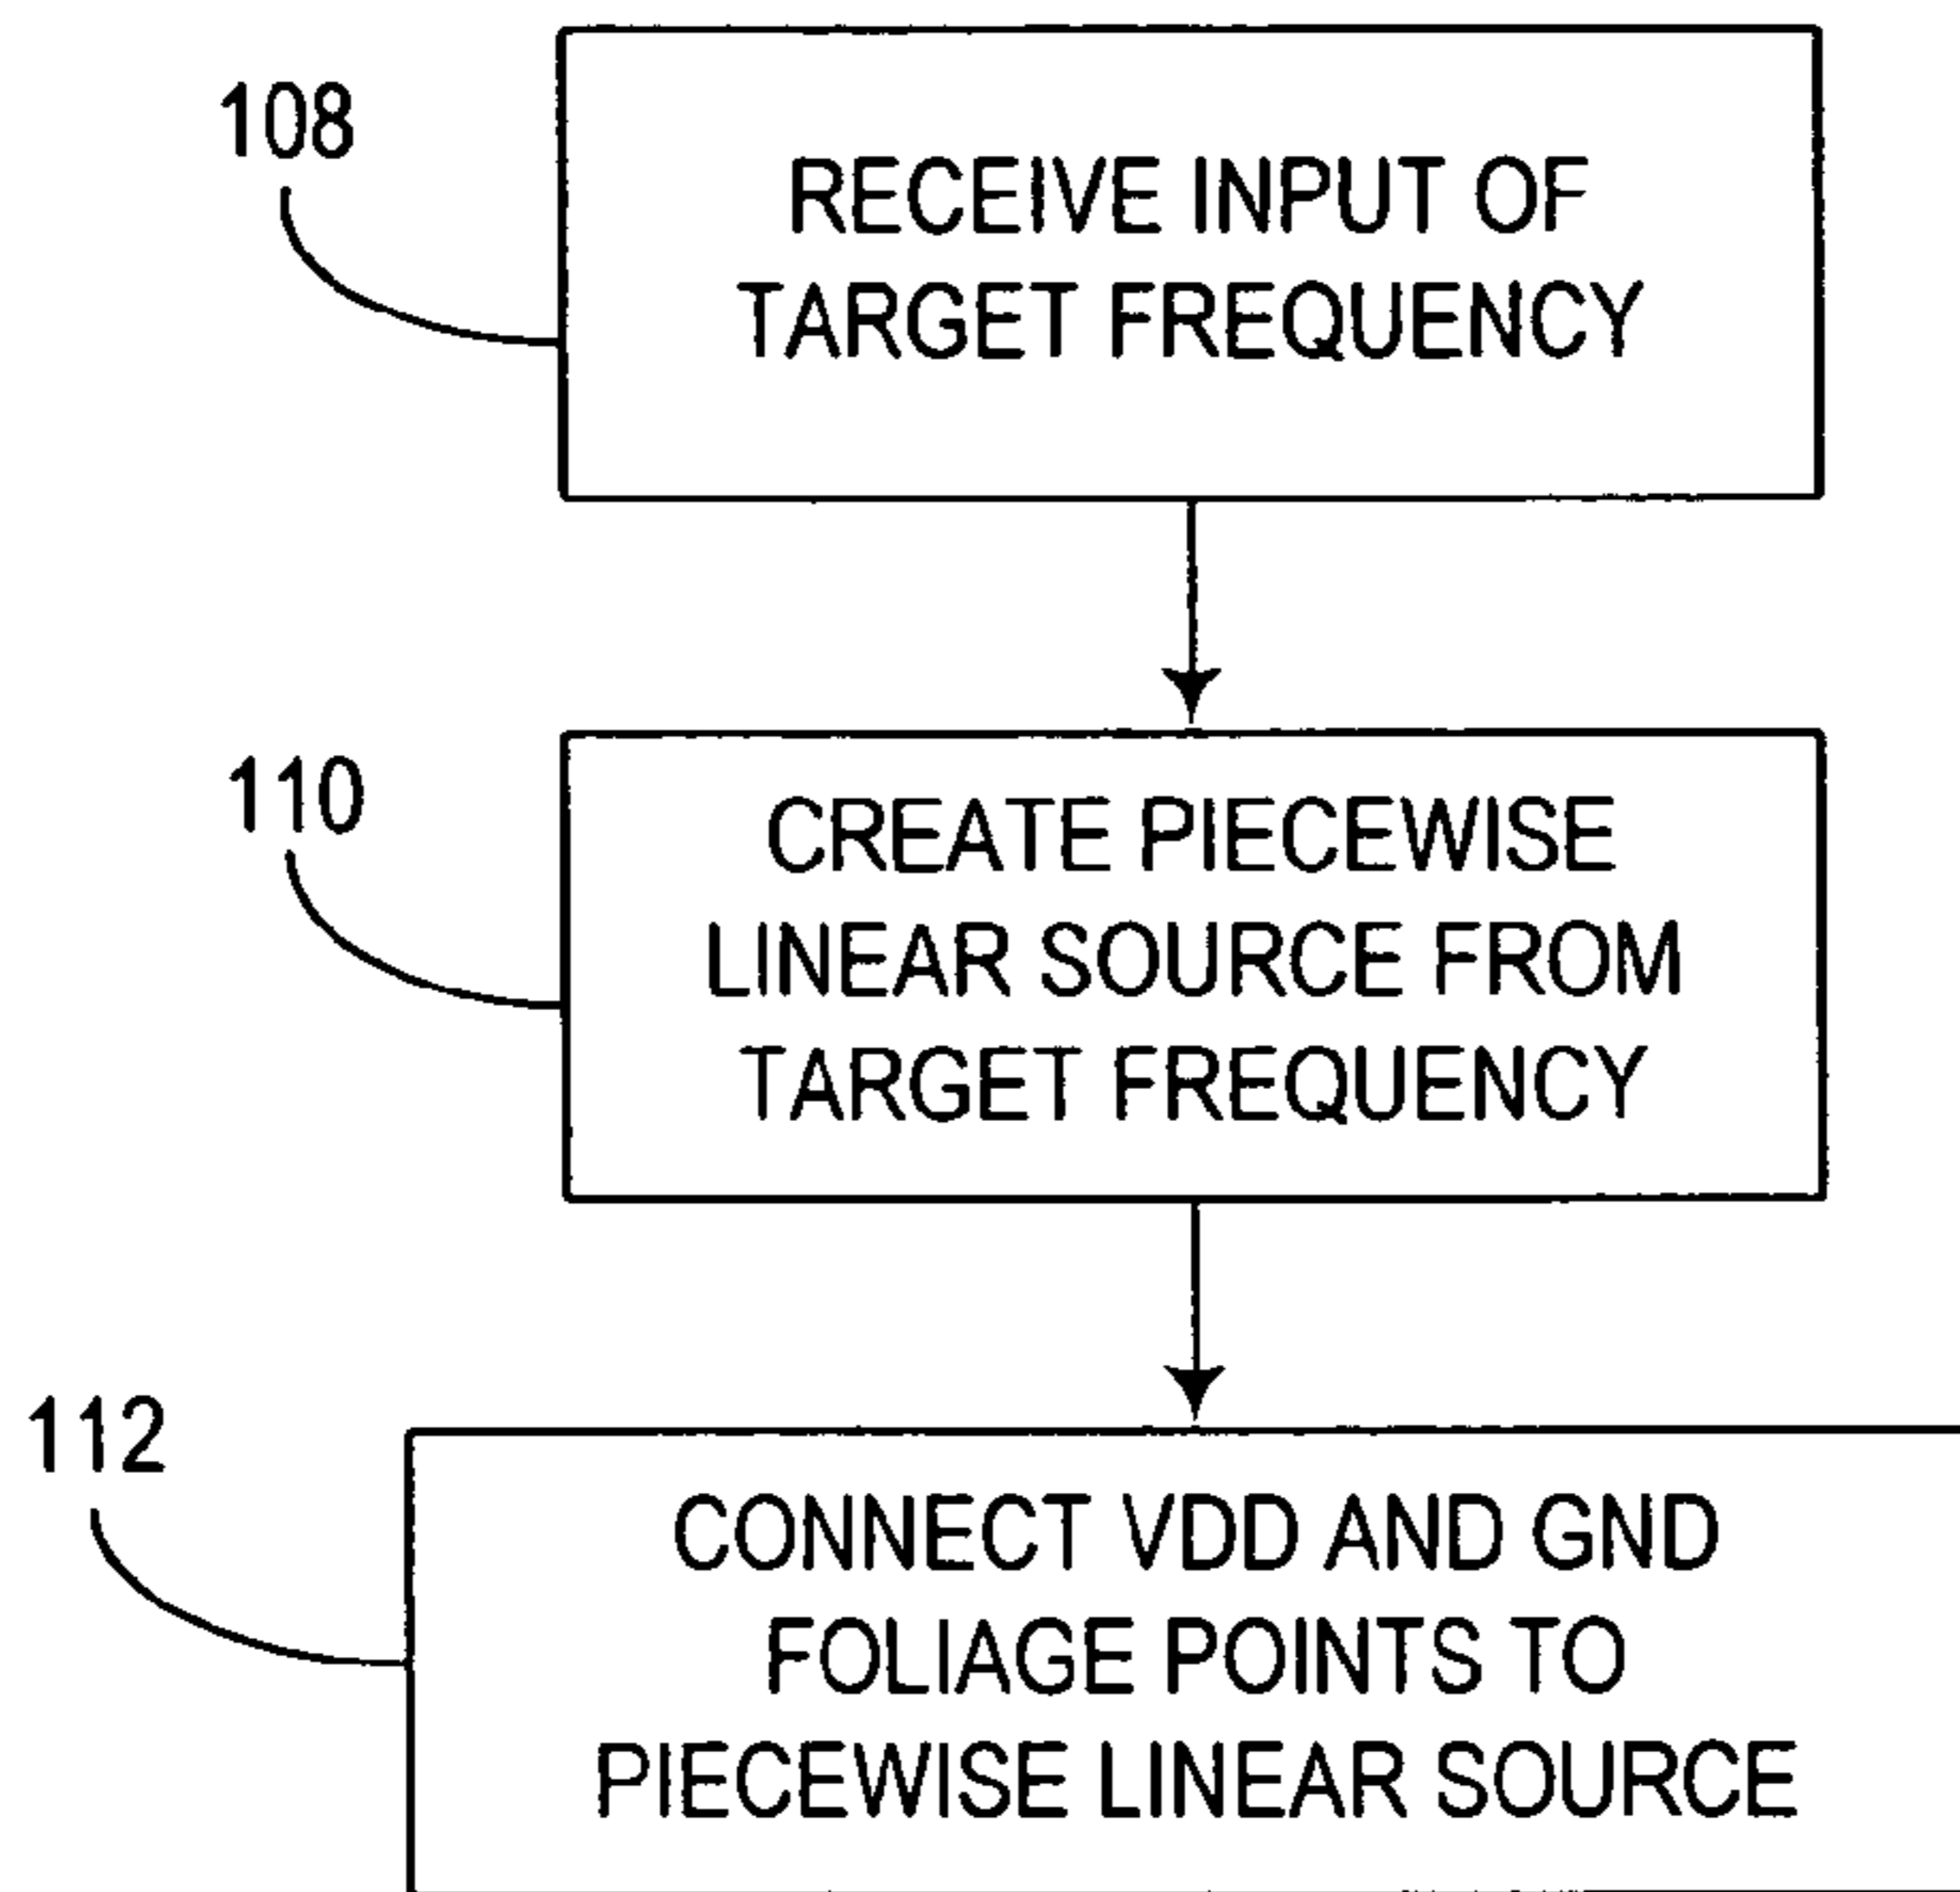 108
RECEIVE INPUT OF
TARGET FREQUENCY
110
CREATE PIECEWISE
LINEAR SOURCE FROM
TARGET FREQUENCY
112
CONNECT VDD AND GND
FOLIAGE POINTS TO
PIECEWISE LINEAR SOURCE